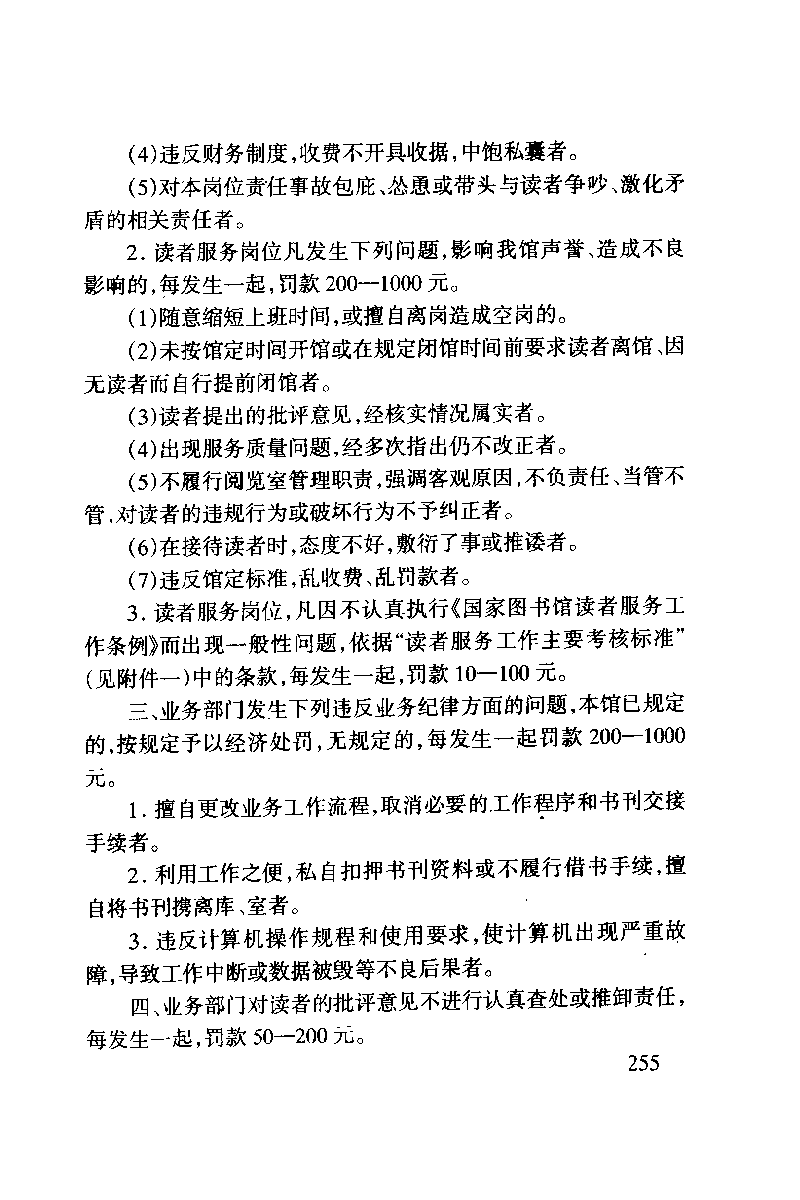 (4)违反财务制度,收费不开具收据,中饱私囊者。
(5)对本岗位责任事故包庇、怂恿或带头与读者争吵、激化矛
盾的相关责任者。
2. 读者服务岗位凡发生下列问题,影响我馆声誉、造成不良
影响的,每发生一起,罚款 200—1000 元。
(1)随意缩短上班时间,或擅自离岗造成空岗的。
(2)未按馆定时间开馆或在规定闭馆时间前要求读者离馆、因
无读者而自行提前闭馆者。
(3)读者提出的批评意见,经核实情况属实者。
(4)出现服务质量问题,经多次指出仍不改正者。
(5)不履行阅览室管理职责,强调客观原因,不负责任、当管不
管,对读者的违规行为或破坏行为不予纠正者。
(6)在接待读者时,态度不好,敷衍了事或推诿者。
(7)违反馆定标准,乱收费、乱罚款者。
3. 读者服务岗位,凡因不认真执行《国家图书馆读者服务工
作条例》而出现一般性问题,依据“读者服务工作主要考核标准”
(见附件一)中的条款,每发生一起,罚款 10—100 元。
三、业务部门发生下列违反业务纪律方面的问题,本馆已规定
的,按规定予以经济处罚,无规定的,每发生一起罚款 200—1000
元。
1. 擅自更改业务工作流程,取消必要的工作程序和书刊交接
手续者。
2. 利用工作之便,私自扣押书刊资料或不履行借书手续,擅
自将书刊携离库、室者。
3. 违反计算机操作规程和使用要求,使计算机出现严重故
障,导致工作中断或数据被毁等不良后果者。
四、业务部门对读者的批评意见不进行认真查处或推卸责任,
每发生一起,罚款 50—200 元。
255